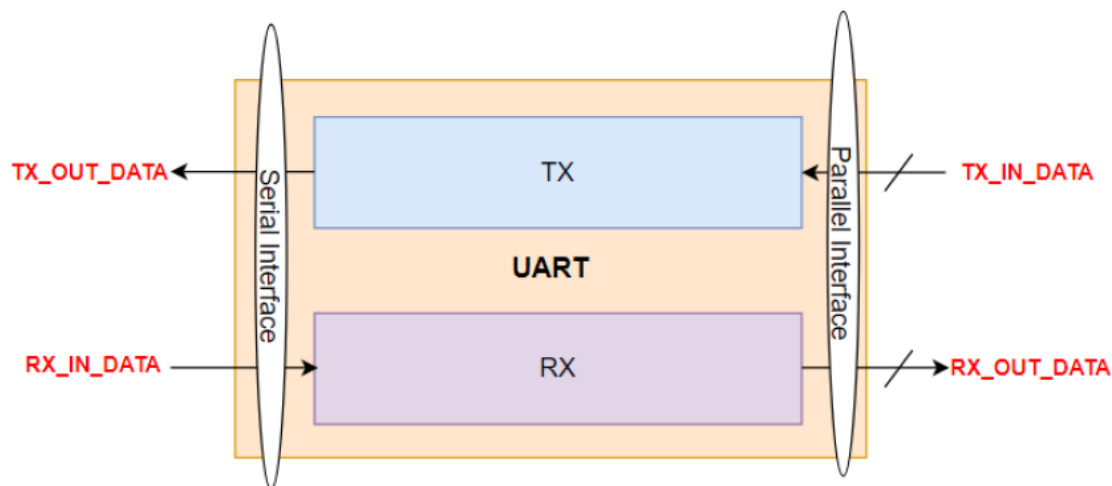 TX_OUT_DATA
Serial Interface
TX
Parallel Interface
TX_IN_DATA
UART
RX_IN_DATA
RX
RX_OUT_DATA